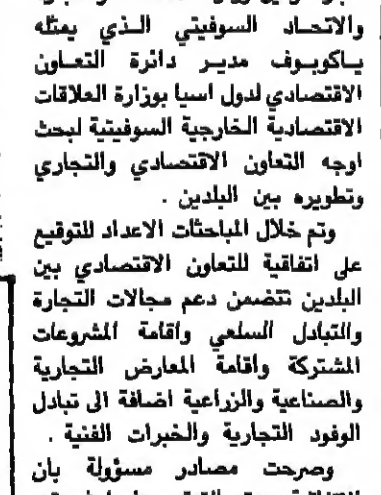 والاتحاد السوفيتي الذي يمثله
ياكوبوف مدير دائرة التعاون
الاقتصادي لدول اسيا بوزارة العلاقات
الاقتصادية الخارجية السوفيتية لبحث
اوجه التعاون الاقتصادي والتجاري
وتطويره بين البلدين .
وتم خلال المباحثات الاعداد للتوقيع
على اتفاقية للتعاون الاقتصادي بين
البلدين تتضمن دعم مجالات التجارة
والتبادل السلعي واقامة المشروعات
المشتركة واقامة المعارض التجارية
والصناعية والزراعية اضافة الى تبادل
الوفود التجارية والخبرات الفنية .
وصرحت مصادر مسؤولة بان